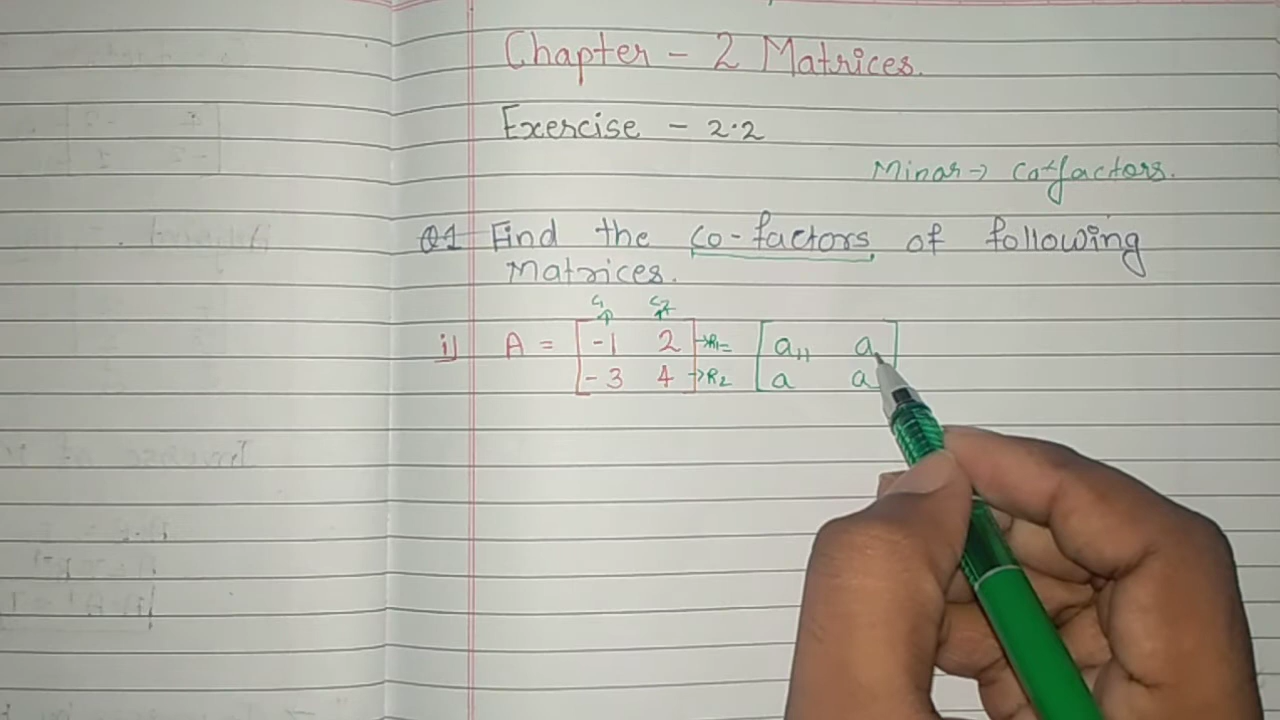 Chapter - 2 Matrices.
Exercise - 2.2
Minor → Co-factors.
Q1 Find the co-factors of following
Matrices.
C1 C2
i) A = [ -1 2 ] → R1 = [ a11 a ]
[ -3 4 ] → R2 [ a a ]